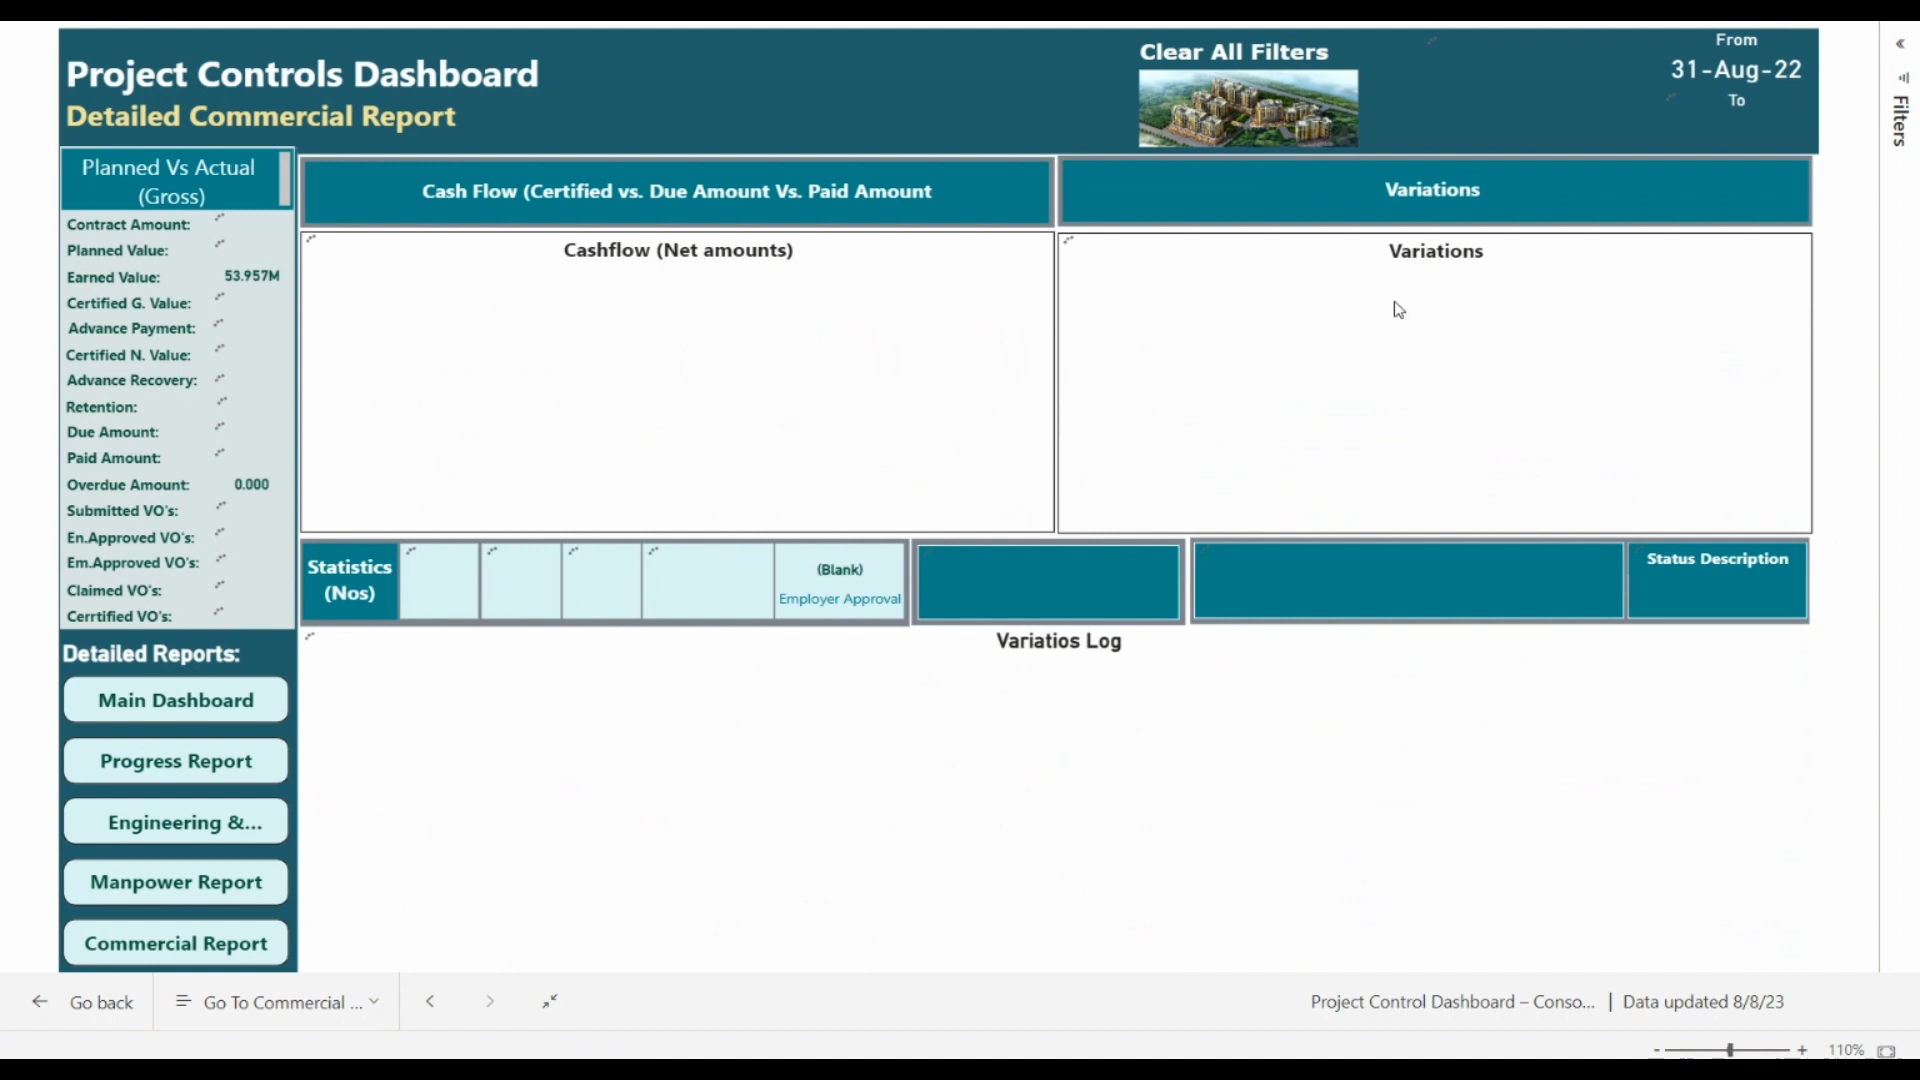 Project Controls Dashboard
Detailed Commercial Report
Clear All Filters
From
31-Aug-22
To
Filters
Planned Vs Actual
(Gross)
Contract Amount:
Planned Value:
Earned Value: 53.957M
Certified G. Value:
Advance Payment:
Certified N. Value:
Advance Recovery:
Retention:
Due Amount:
Paid Amount:
Overdue Amount: 0.000
Submitted VO's:
En.Approved VO's:
Em.Approved VO's:
Claimed VO's:
Cerrtified VO's:
Cash Flow (Certified vs. Due Amount Vs. Paid Amount
Variations
Cashflow (Net amounts)
Variations
Statistics
(Nos)
(Blank)
Employer Approval
Status Description
Variatios Log
Detailed Reports:
Main Dashboard
Progress Report
Engineering &...
Manpower Report
Commercial Report
Go back
Go To Commercial ...
Project Control Dashboard – Conso... | Data updated 8/8/23
- + 110%